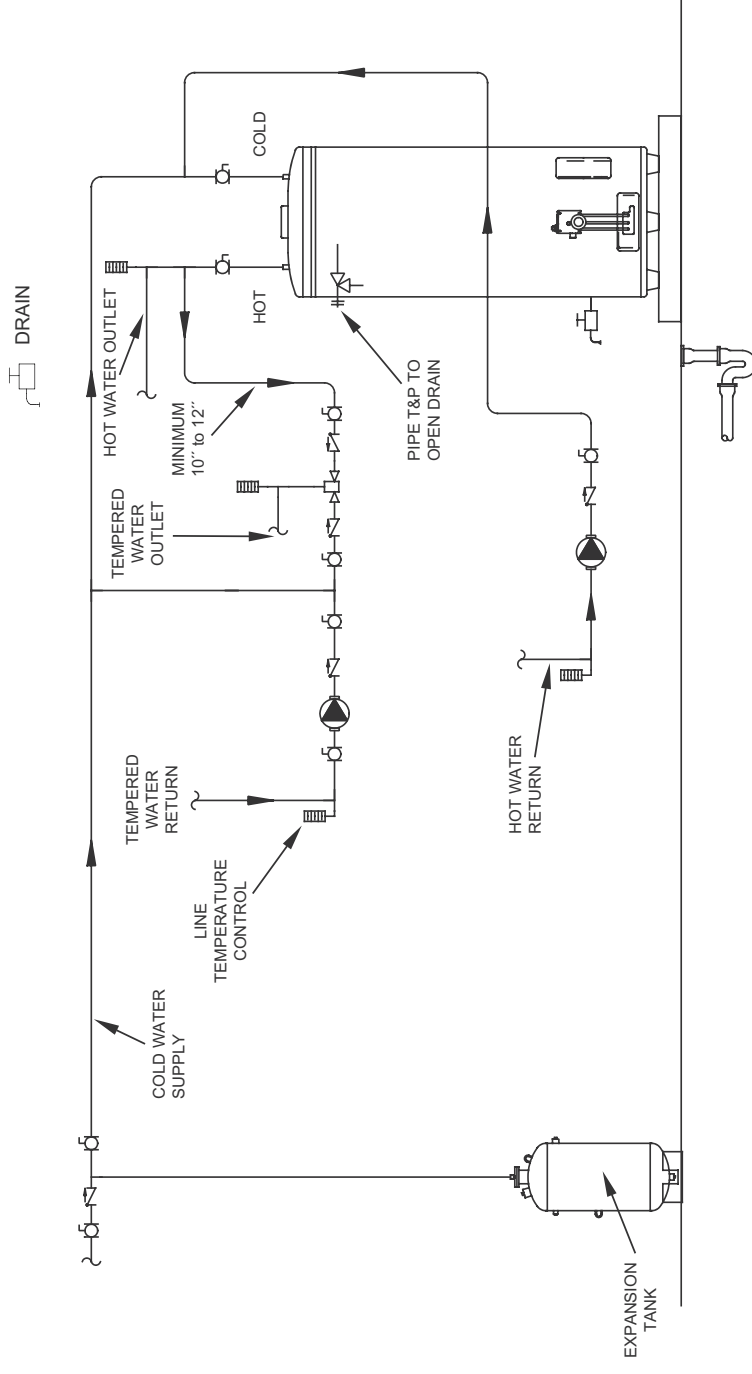 DRAIN
HOT WATER OUTLET
COLD
HOT
MINIMUM
10″ to 12″
PIPE T&P TO
OPEN DRAIN
TEMPERED
WATER
OUTLET
TEMPERED
WATER
RETURN
HOT WATER
RETURN
LINE
TEMPERATURE
CONTROL
COLD WATER
SUPPLY
EXPANSION
TANK